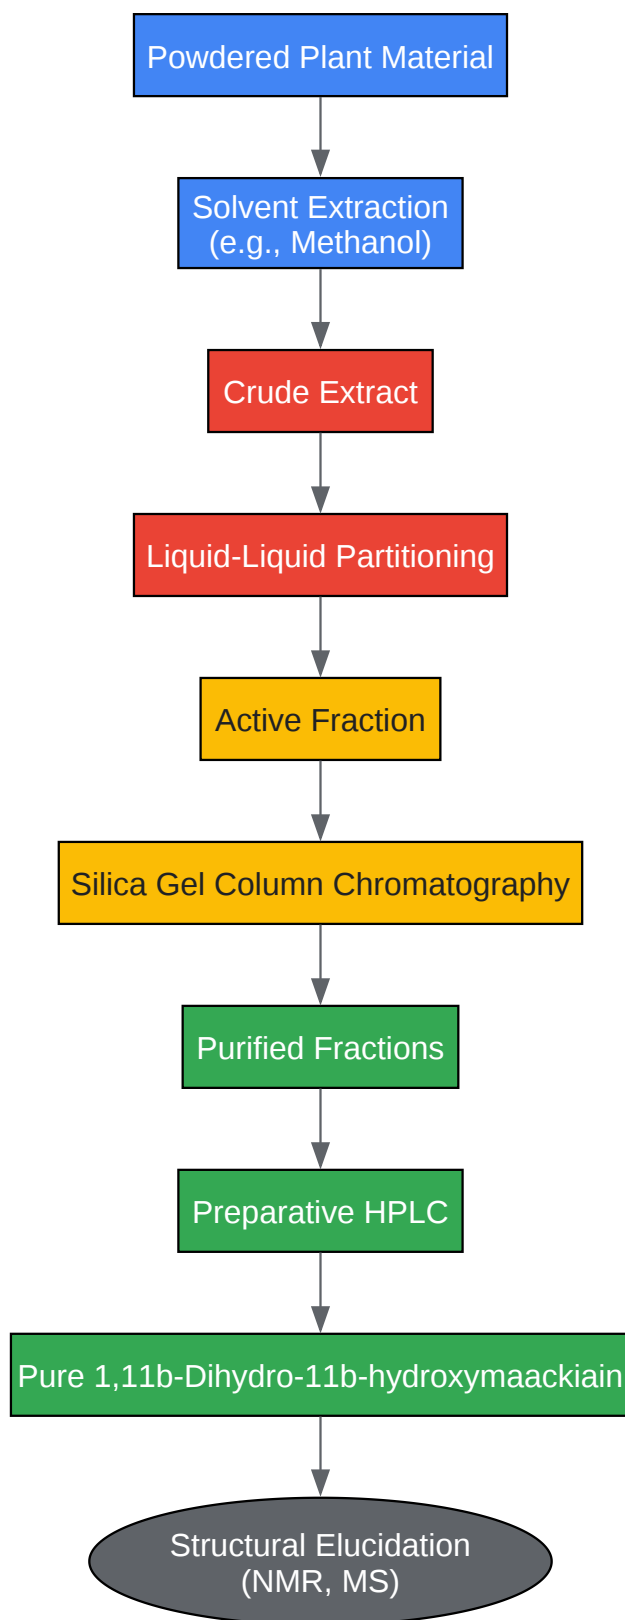 Powdered Plant Material
Solvent Extraction
(e.g., Methanol)
Crude Extract
Liquid-Liquid Partitioning
Active Fraction
Silica Gel Column Chromatography
Purified Fractions
Preparative HPLC
Pure 1,11b-Dihydro-11b-hydroxymaackiain
Structural Elucidation
(NMR, MS)